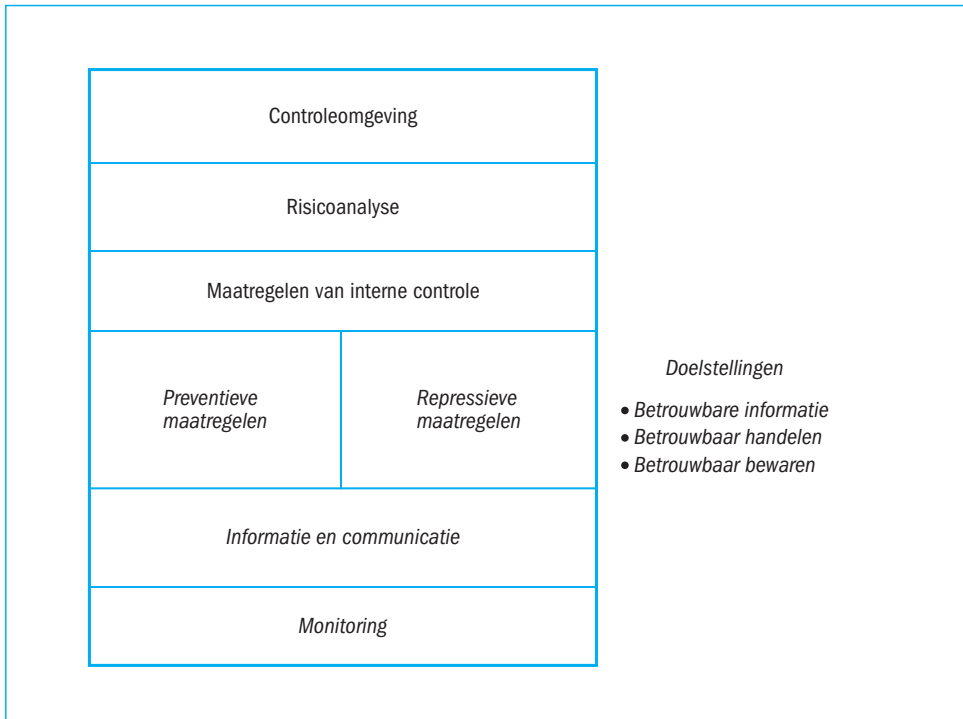 Controleomgeving
Risicoanalyse
Maatregelen van interne controle
Preventieve
maatregelen
Repressieve
maatregelen
Doelstellingen
• Betrouwbare informatie
• Betrouwbaar handelen
• Betrouwbaar bewaren
Informatie en communicatie
Monitoring